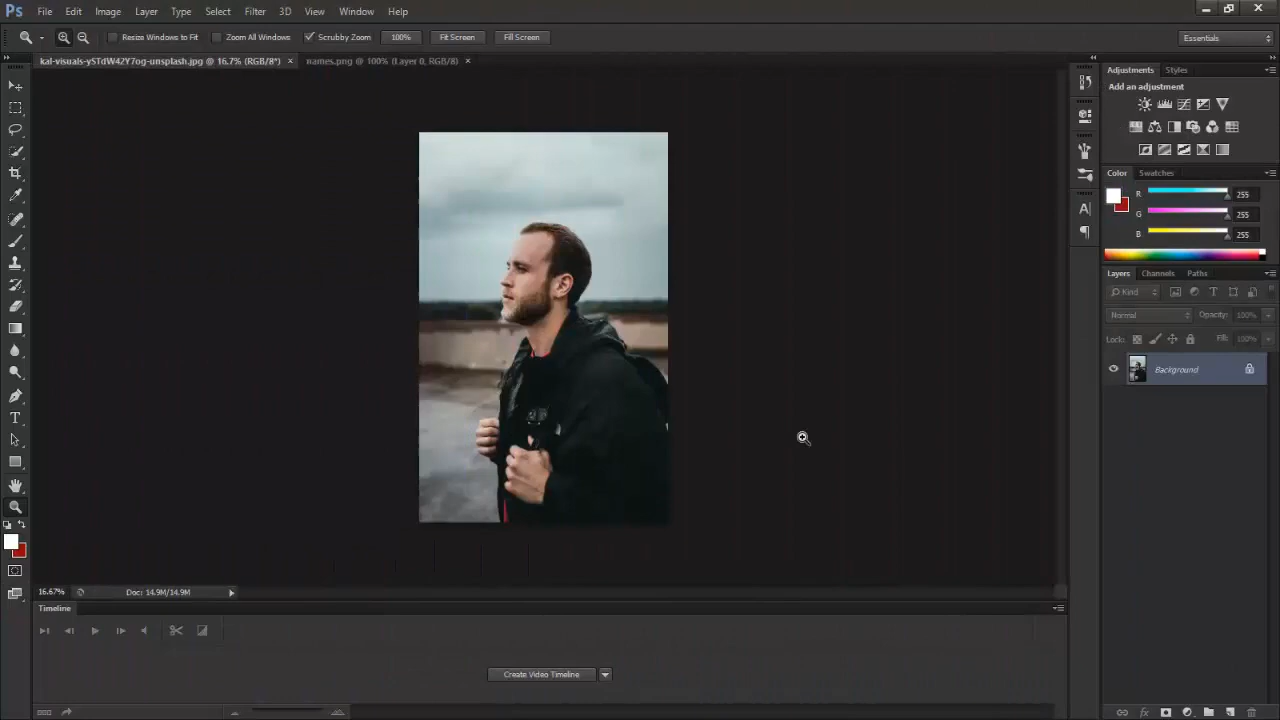 Ps File Edit Image Layer Type Select Filter 3D View Window Help
Resize Windows to Fit Zoom All Windows Scrubby Zoom 100% Fit Screen Fill Screen Essentials
kal-visuals-ySTdW42Y7og-unsplash.jpg @ 16.7% (RGB/8*) × names.png @ 100% (Layer 0, RGB/8) ×
Adjustments Styles
Add an adjustment
Color Swatches
R 255
G 255
B 255
Layers Channels Paths
Kind
Normal Opacity: 100%
Lock: Fill: 100%
Background
16.67% Doc: 14.9M/14.9M
Timeline
Create Video Timeline